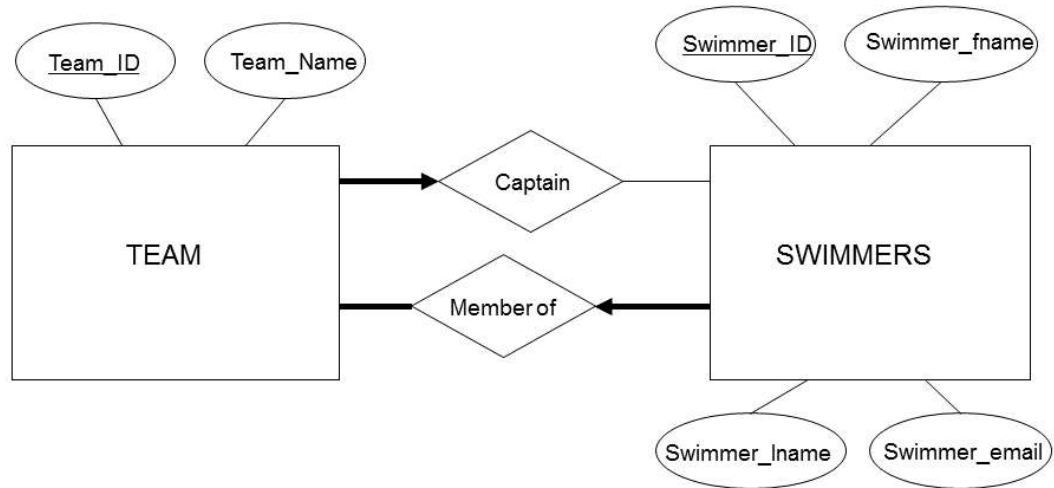 Team_ID
Team_Name
Swimmer_ID
Swimmer_fname
Captain
TEAM
SWIMMERS
Member of
Swimmer_lname
Swimmer_email